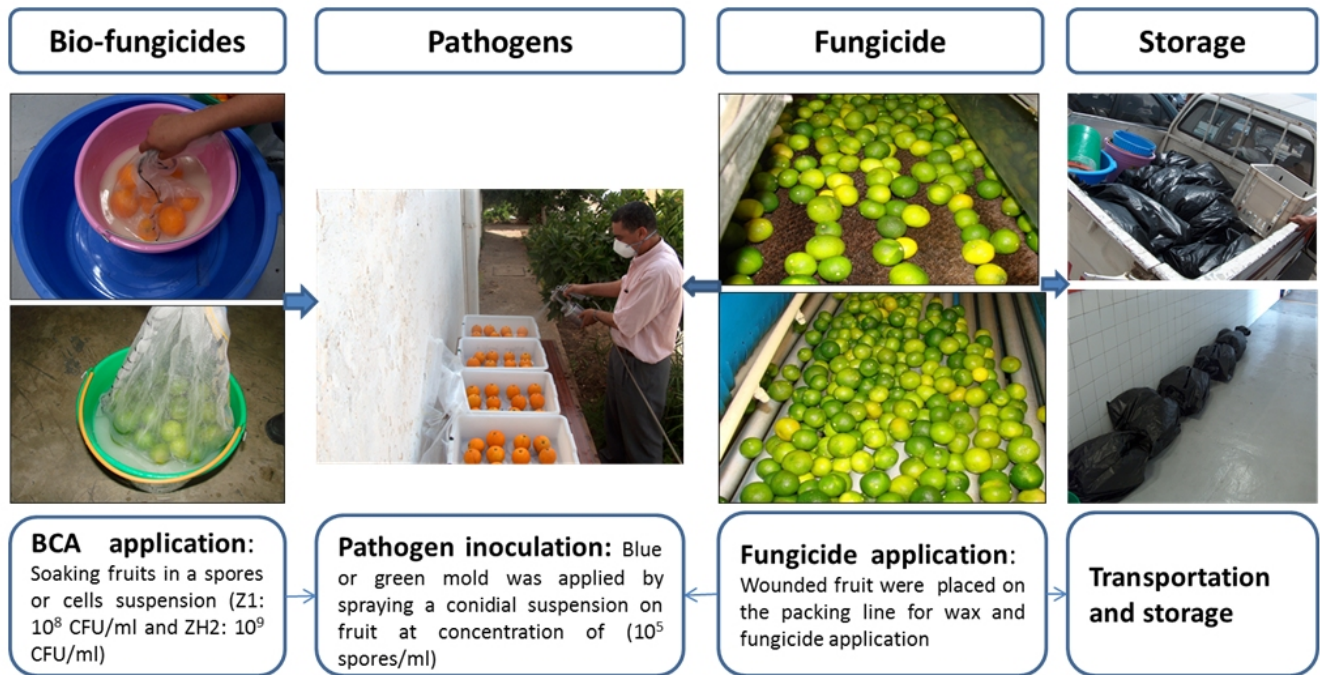 Bio-fungicides
Pathogens
Fungicide
Storage
BCA application:
Soaking fruits in a spores
or cells suspension (Z1:
10⁸ CFU/ml and ZH2: 10⁹
CFU/ml)
Pathogen inoculation: Blue
or green mold was applied by
spraying a conidial suspension on
fruit at concentration of (10⁵
spores/ml)
Fungicide application:
Wounded fruit were placed on
the packing line for wax and
fungicide application
Transportation
and storage